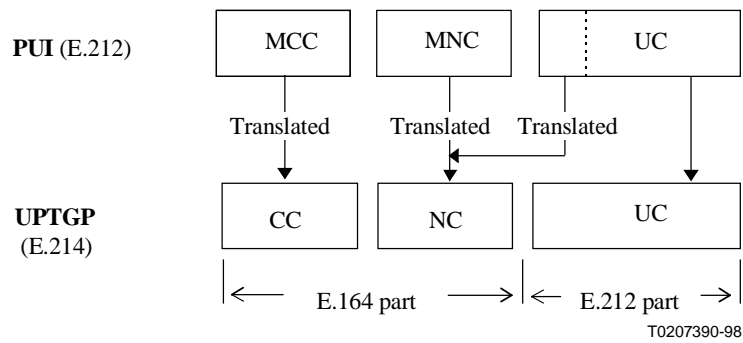 PUI (E.212) MCC MNC UC
Translated Translated Translated
UPTGP
(E.214)
CC NC UC
E.164 part E.212 part
T0207390-98